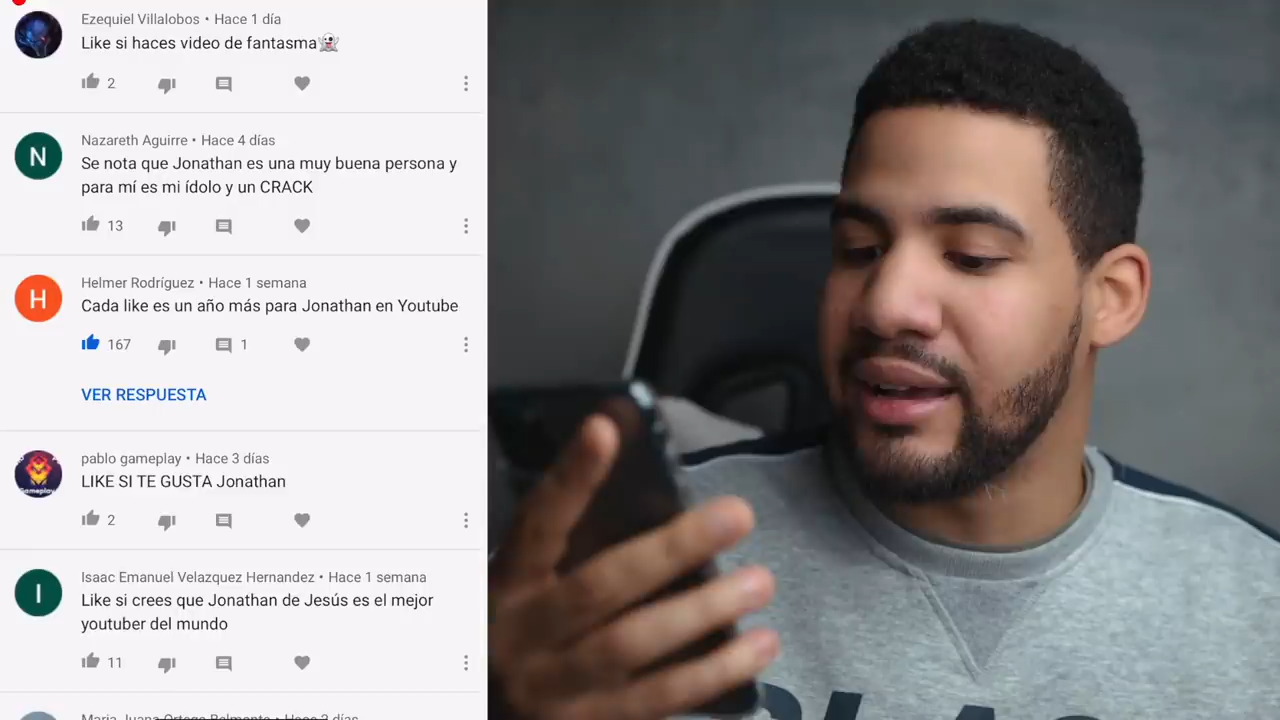 Ezequiel Villalobos • Hace 1 día
Like si haces video de fantasma👻
2
N
Nazareth Aguirre • Hace 4 días
Se nota que Jonathan es una muy buena persona y
para mí es mi ídolo y un CRACK
13
H
Helmer Rodríguez • Hace 1 semana
Cada like es un año más para Jonathan en Youtube
167 1
VER RESPUESTA
Gameplay
pablo gameplay • Hace 3 días
LIKE SI TE GUSTA Jonathan
2
I
Isaac Emanuel Velazquez Hernandez • Hace 1 semana
Like si crees que Jonathan de Jesús es el mejor
youtuber del mundo
11
Maria Juana Ortega Belmonte • Hace 2 días